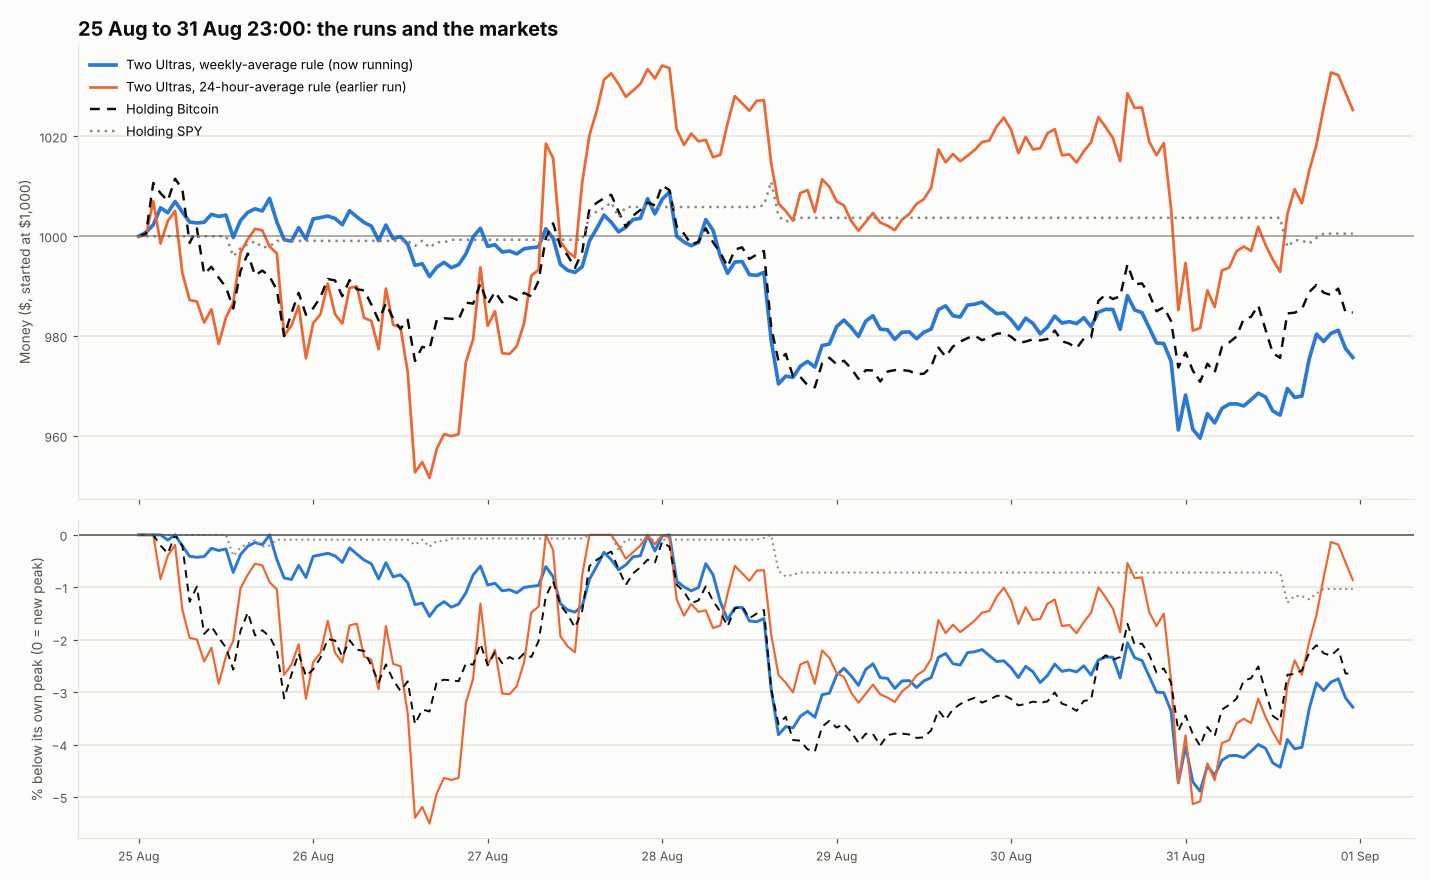 25 Aug to 31 Aug 23:00: the runs and the markets
Two Ultras, weekly-average rule (now running)
Two Ultras, 24-hour-average rule (earlier run)
Holding Bitcoin
Holding SPY
Money ($, started at $1,000)
1020
1000
980
960
% below its own peak (0 = new peak)
0
−1
−2
−3
−4
−5
25 Aug
26 Aug
27 Aug
28 Aug
29 Aug
30 Aug
31 Aug
01 Sep